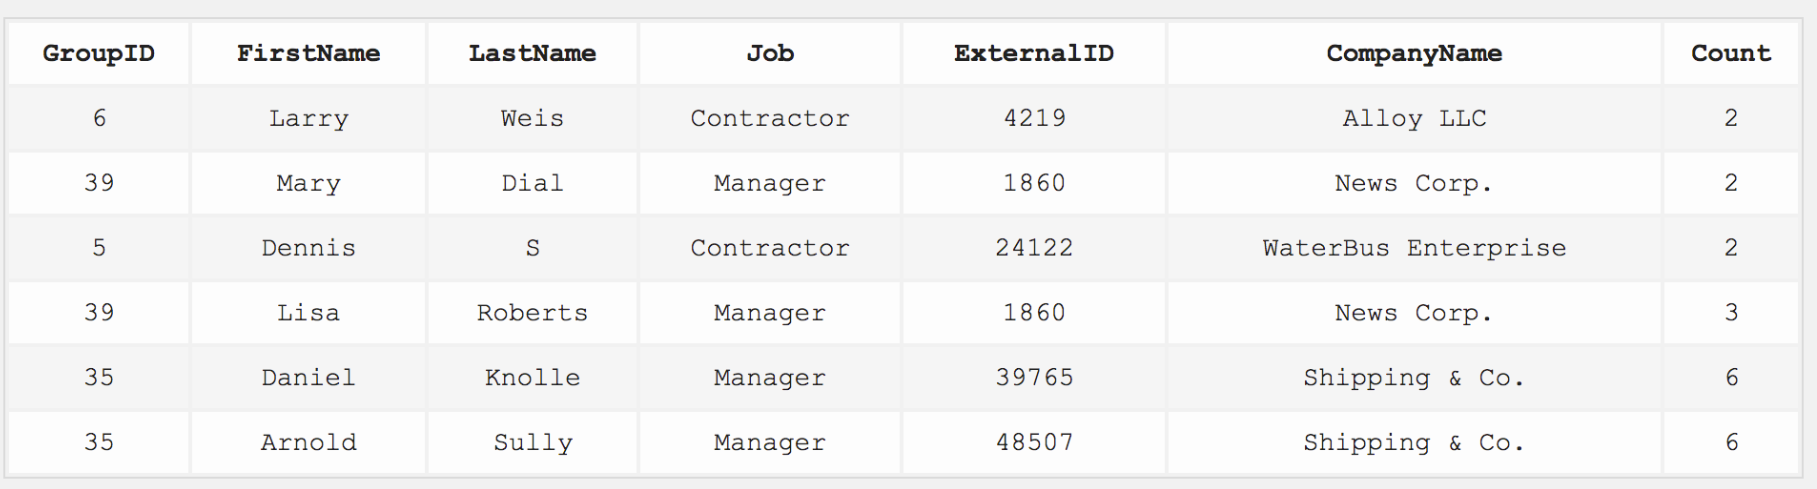 GroupID FirstName LastName Job ExternalID CompanyName Count
6 Larry Weis Contractor 4219 Alloy LLC 2
39 Mary Dial Manager 1860 News Corp. 2
5 Dennis S Contractor 24122 WaterBus Enterprise 2
39 Lisa Roberts Manager 1860 News Corp. 3
35 Daniel Knolle Manager 39765 Shipping & Co. 6
35 Arnold Sully Manager 48507 Shipping & Co. 6